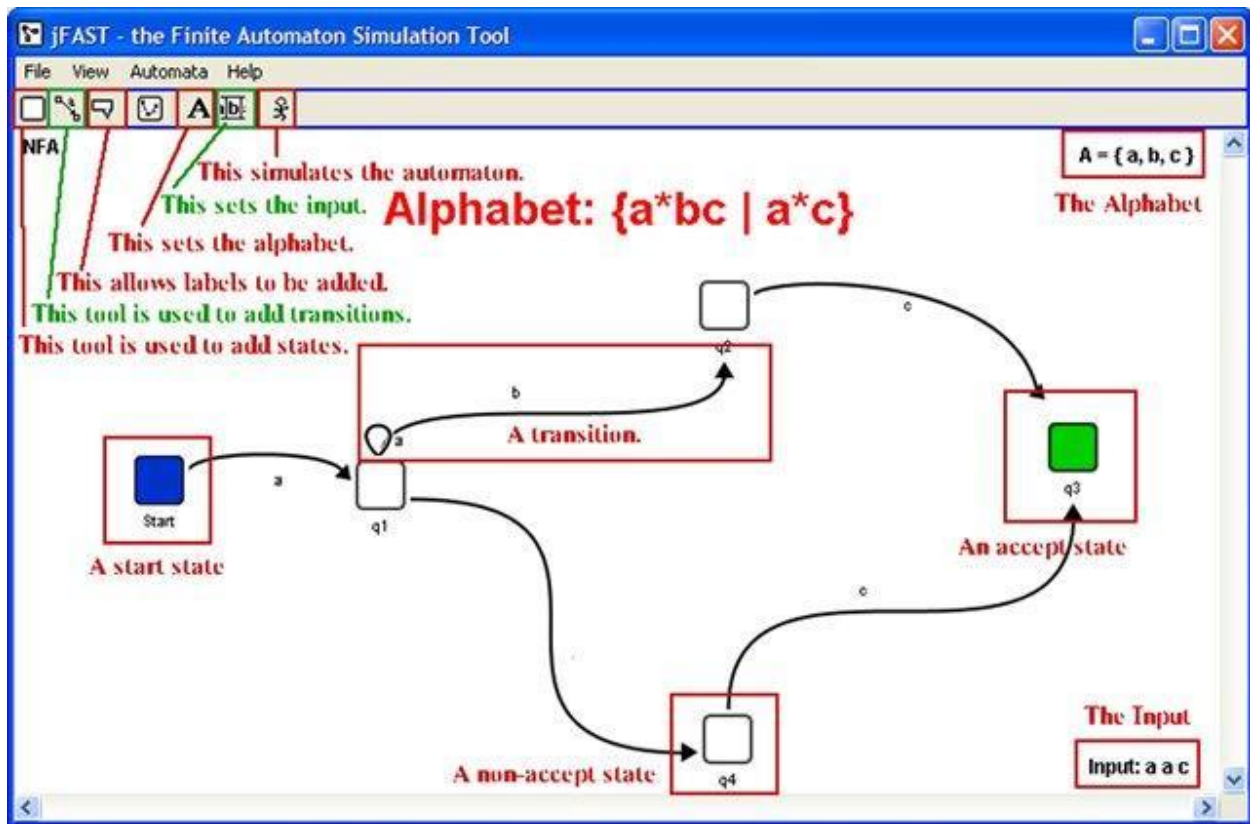 jFAST - the Finite Automaton Simulation Tool
File View Automata Help
A b
NFA
A = { a, b, c }
The Alphabet
This simulates the automaton.
This sets the input.
Alphabet: {a*bc | a*c}
This sets the alphabet.
This allows labels to be added.
This tool is used to add transitions.
This tool is used to add states.
q2
c
b
a
A transition.
Start
a
q1
A start state
q3
An accept state
c
A non-accept state
q4
The Input
Input: a a c